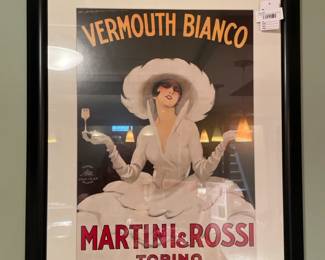 VERMOUTH BIANCO
MARTINI & ROSSI
TORINO